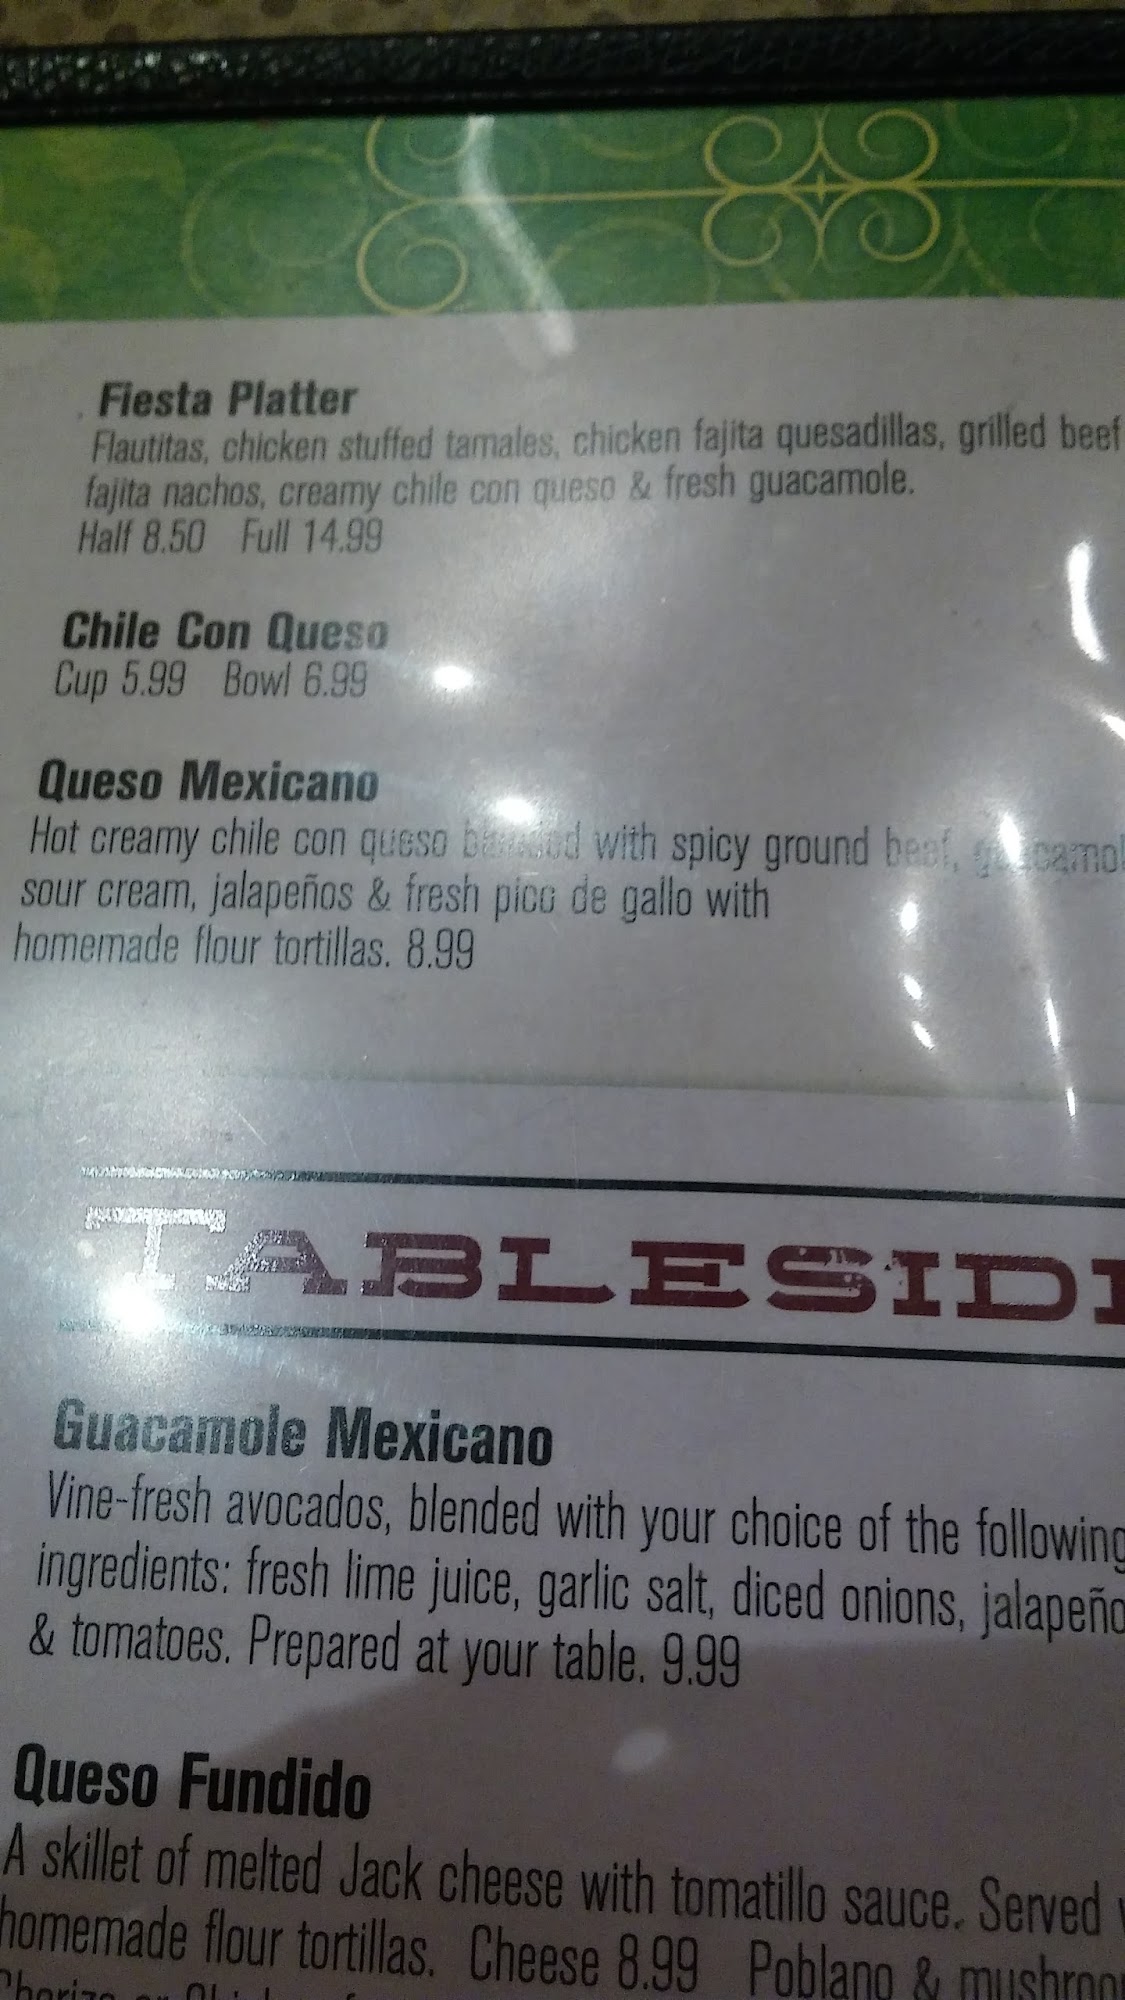 Fiesta Platter
Flautitas, chicken stuffed tamales, chicken fajita quesadillas, grilled beef
fajita nachos, creamy chile con queso & fresh guacamole.
Half 8.50 Full 14.99
Chile Con Queso
Cup 5.99 Bowl 6.99
Queso Mexicano
Hot creamy chile con queso blended with spicy ground beef,
sour cream, jalapeños & fresh pico de gallo with
homemade flour tortillas. 8.99
Guacamole Mexicano
Vine-fresh avocados, blended with your choice of the following
ingredients: fresh lime juice, garlic salt, diced onions,
& tomatoes. Prepared at your table. 9.99
Queso Fundido
A skillet of melted Jack cheese with tomatillo sauce. Served
homemade flour tortillas. Cheese 8.99 Poblano &